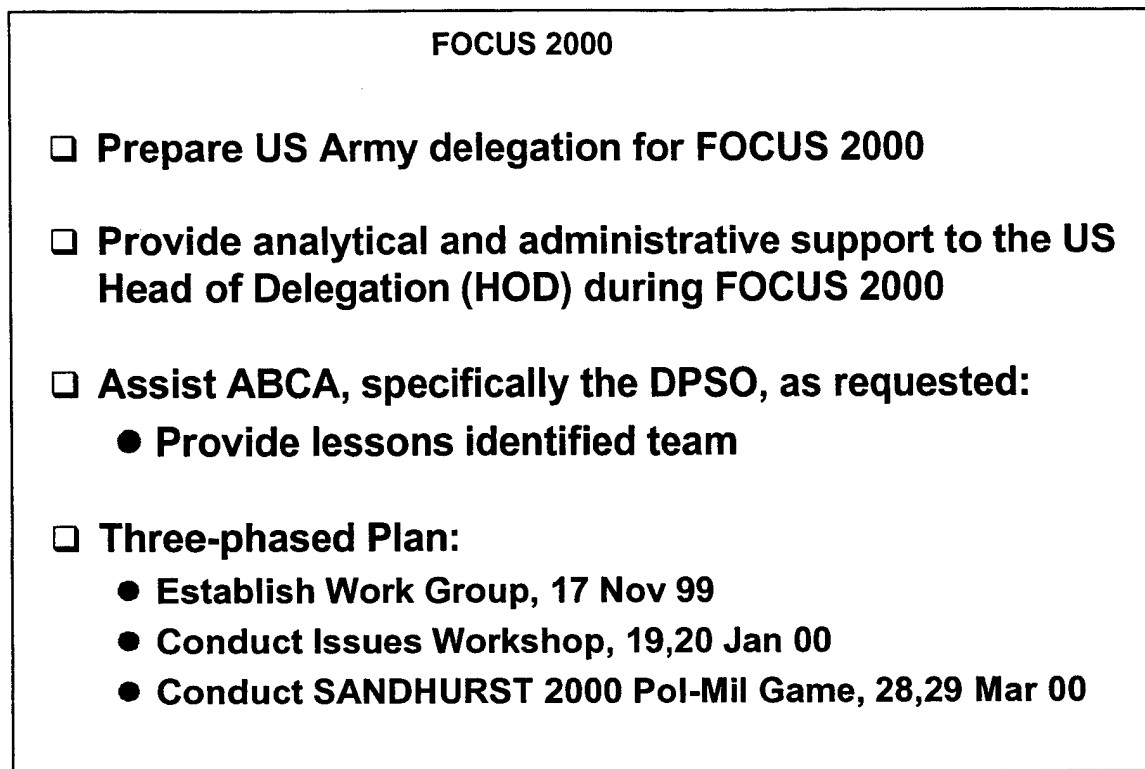 FOCUS 2000
❑ Prepare US Army delegation for FOCUS 2000
❑ Provide analytical and administrative support to the US
Head of Delegation (HOD) during FOCUS 2000
❑ Assist ABCA, specifically the DPSO, as requested:
● Provide lessons identified team
❑ Three-phased Plan:
● Establish Work Group, 17 Nov 99
● Conduct Issues Workshop, 19,20 Jan 00
● Conduct SANDHURST 2000 Pol-Mil Game, 28,29 Mar 00